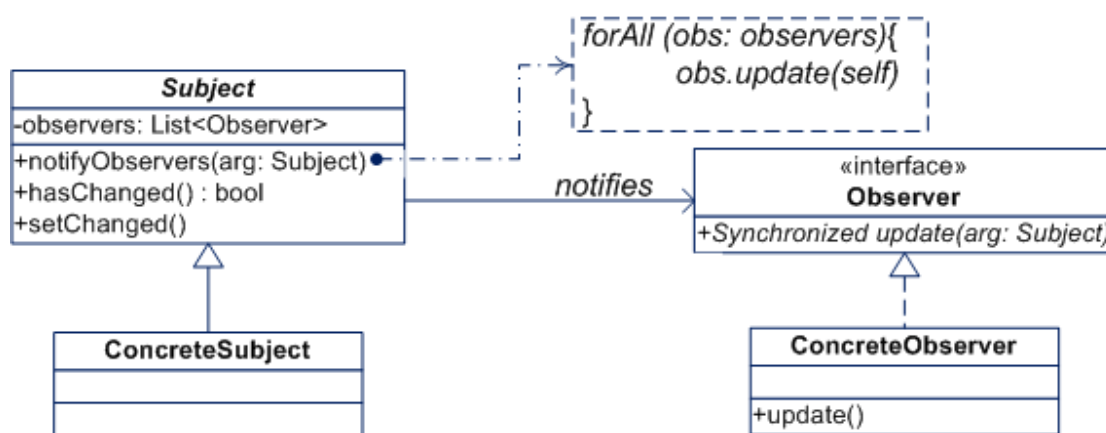 forAll (obs: observers){
obs.update(self)
}
Subject
-observers: List<Observer>
+notifyObservers(arg: Subject)
+hasChanged() : bool
+setChanged()
notifies
«interface»
Observer
+Synchronized update(arg: Subject)
ConcreteSubject
ConcreteObserver
+update()